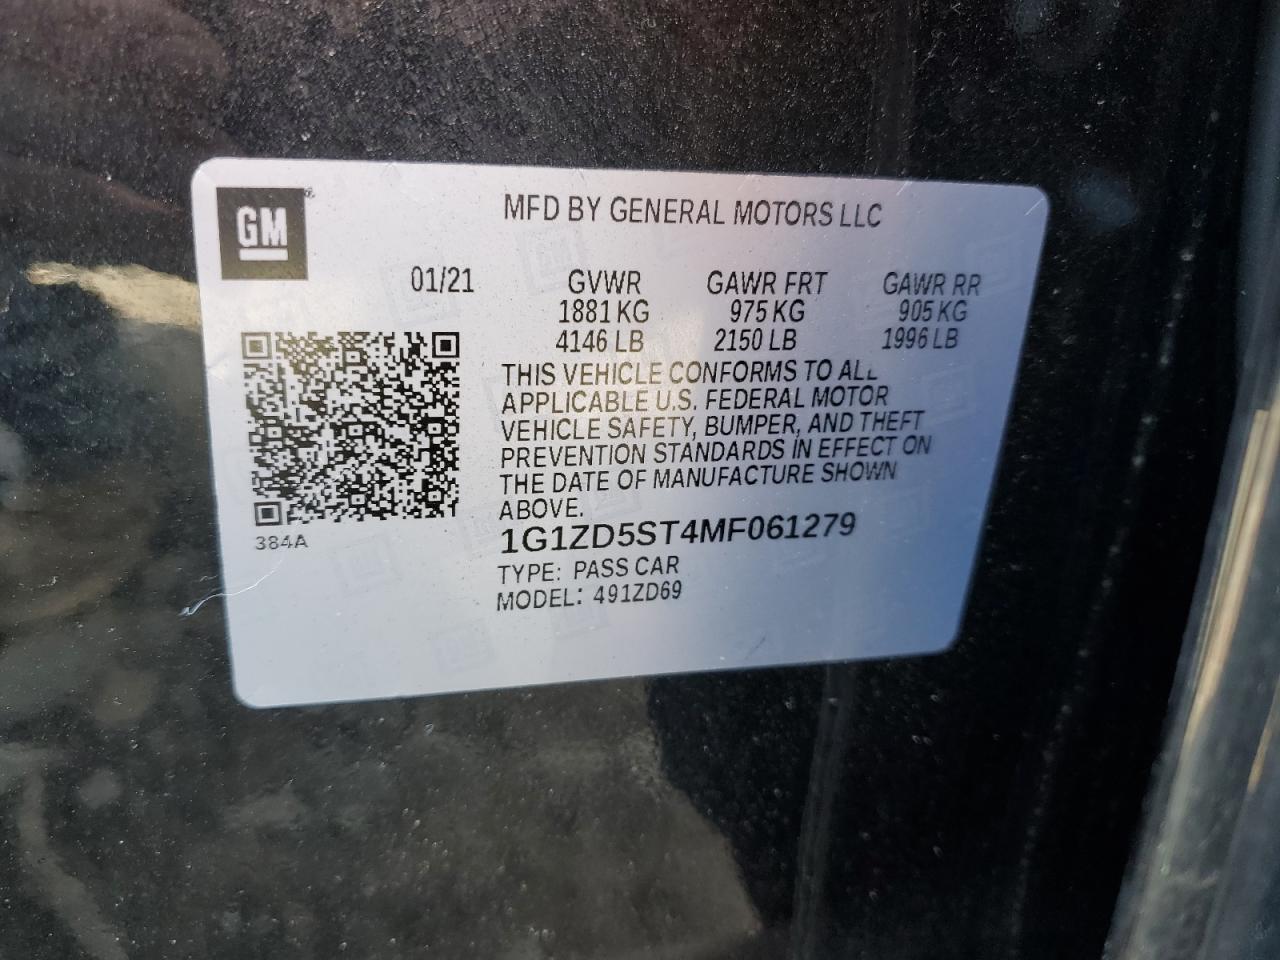 GM
MFD BY GENERAL MOTORS LLC
01/21 GVWR GAWR FRT GAWR RR
1881 KG 975 KG 905 KG
4146 LB 2150 LB 1996 LB
THIS VEHICLE CONFORMS TO ALL
APPLICABLE U.S. FEDERAL MOTOR
VEHICLE SAFETY, BUMPER, AND THEFT
PREVENTION STANDARDS IN EFFECT ON
THE DATE OF MANUFACTURE SHOWN
ABOVE.
384A
1G1ZD5ST4MF061279
TYPE: PASS CAR
MODEL: 491ZD69